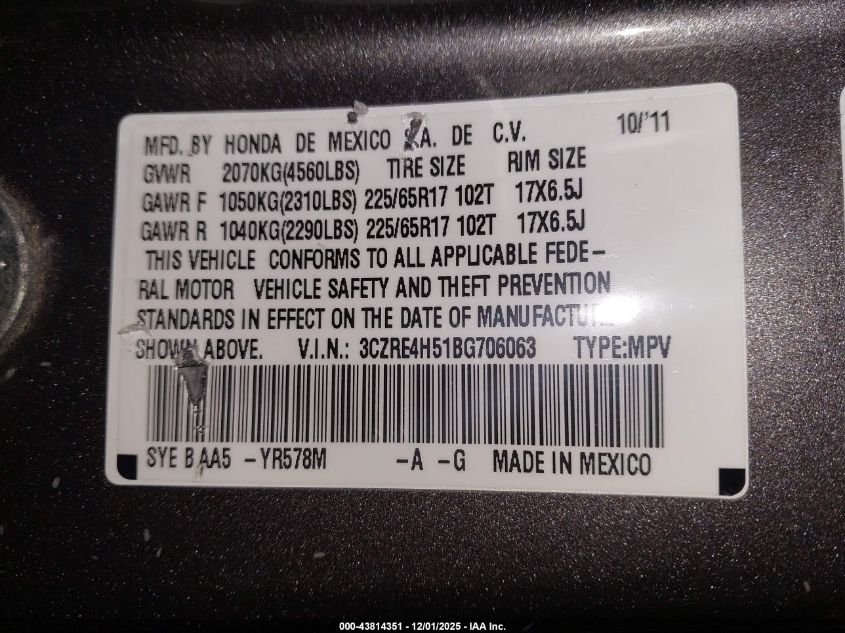 MFD. BY HONDA DE MEXICO S.A. DE C.V. 10/'11
GVWR 2070KG(4560LBS) TIRE SIZE RIM SIZE
GAWR F 1050KG(2310LBS) 225/65R17 102T 17X6.5J
GAWR R 1040KG(2290LBS) 225/65R17 102T 17X6.5J
THIS VEHICLE CONFORMS TO ALL APPLICABLE FEDE-
RAL MOTOR VEHICLE SAFETY AND THEFT PREVENTION
STANDARDS IN EFFECT ON THE DATE OF MANUFACTURE
SHOWN ABOVE. V.I.N.: 3CZRE4H51BG706063 TYPE:MPV
SYE B AA5 -YR578M -A -G MADE IN MEXICO
000-43814351 - 12/01/2025 - IAA Inc.